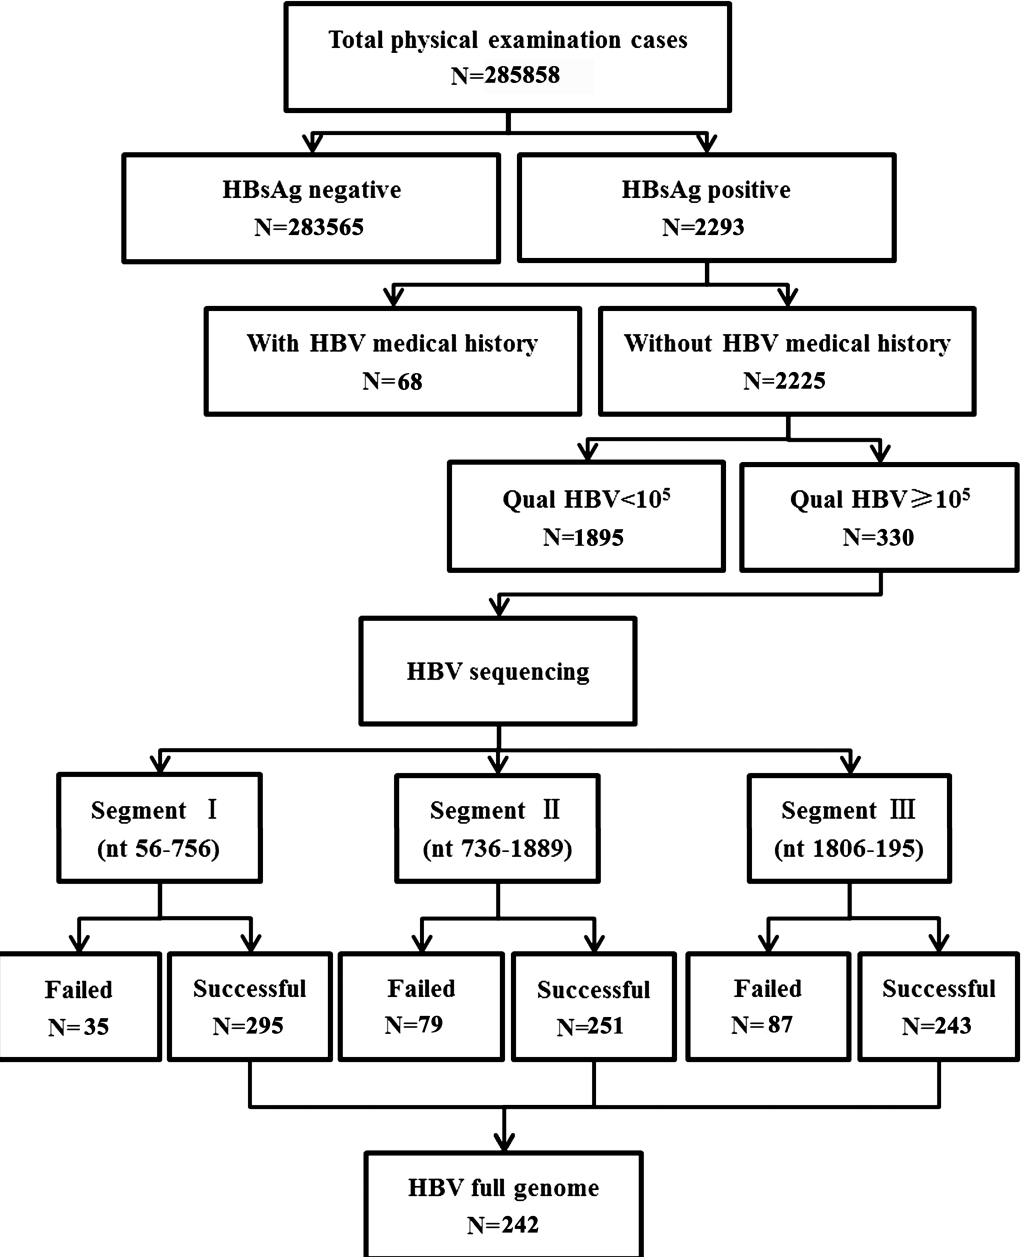 Total physical examination cases
N=285858
HBsAg negative
N=283565
HBsAg positive
N=2293
With HBV medical history
N=68
Without HBV medical history
N=2225
Qual HBV<10⁵
N=1895
Qual HBV≥10⁵
N=330
HBV sequencing
Segment Ⅰ
(nt 56-756)
Segment Ⅱ
(nt 736-1889)
Segment Ⅲ
(nt 1806-195)
Failed
N=35
Successful
N=295
Failed
N=79
Successful
N=251
Failed
N=87
Successful
N=243
HBV full genome
N=242